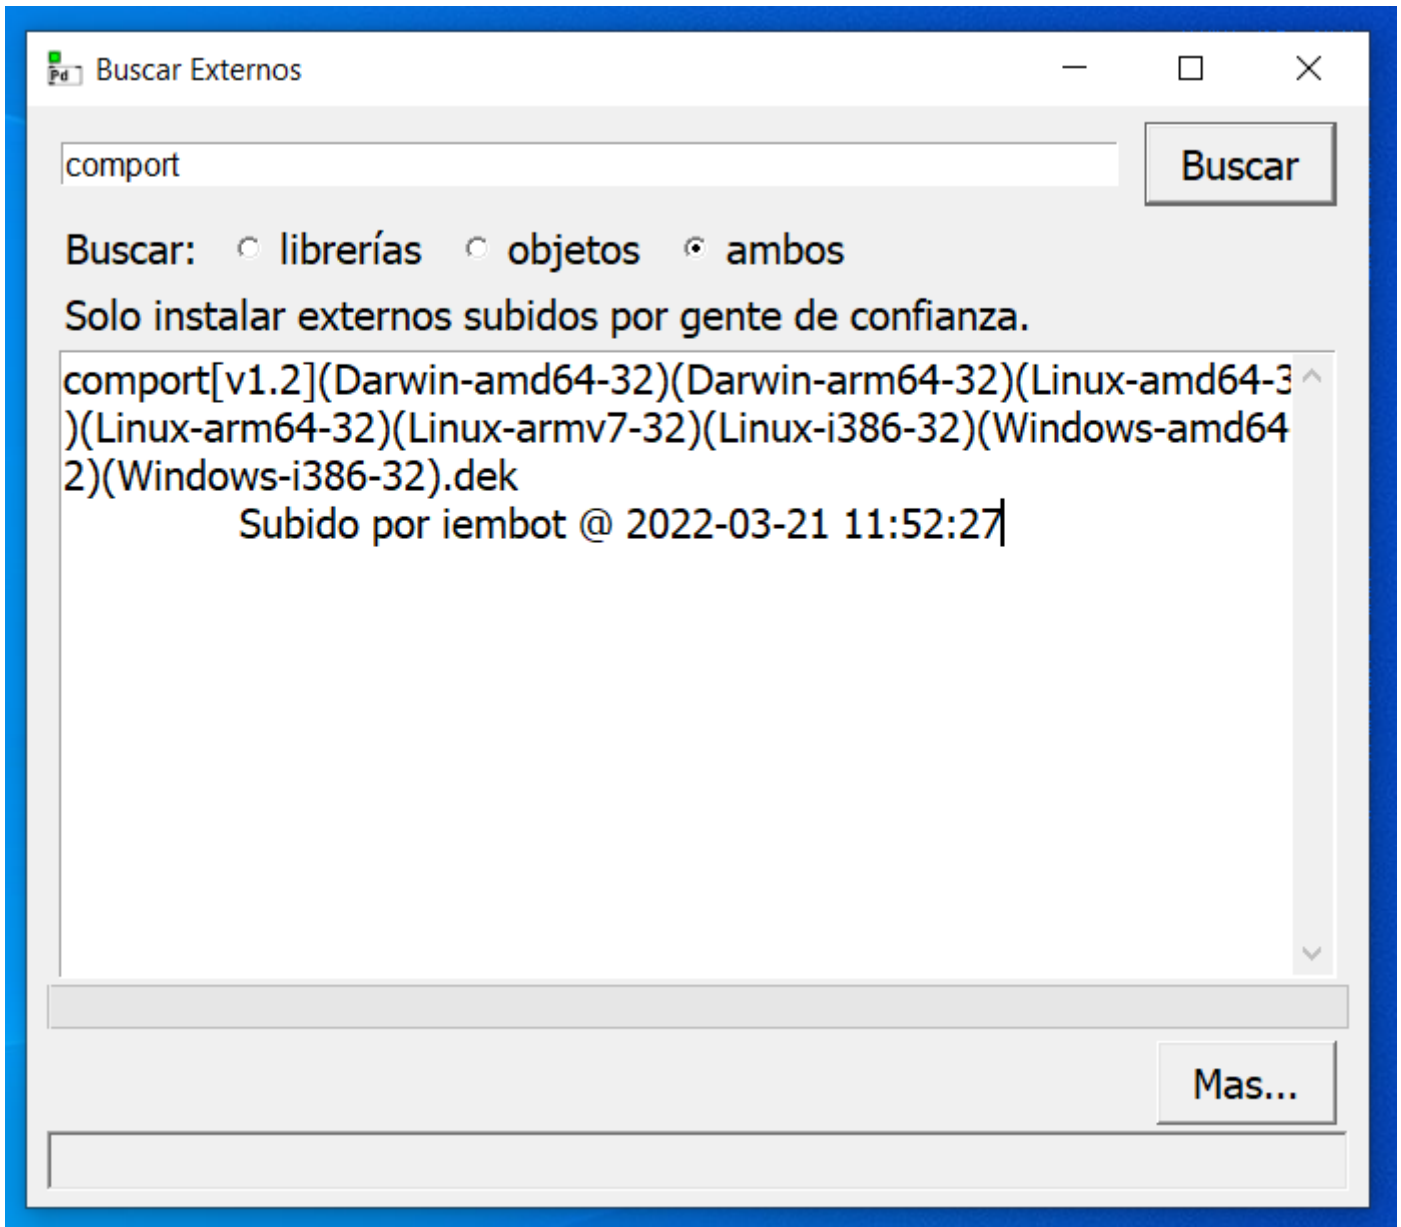 Pd Buscar Externos
comport
Buscar
Buscar: librerías objetos ambos
Solo instalar externos subidos por gente de confianza.
comport[v1.2](Darwin-amd64-32)(Darwin-arm64-32)(Linux-amd64-3
)(Linux-arm64-32)(Linux-armv7-32)(Linux-i386-32)(Windows-amd64
2)(Windows-i386-32).dek
Subido por iembot @ 2022-03-21 11:52:27
Mas...